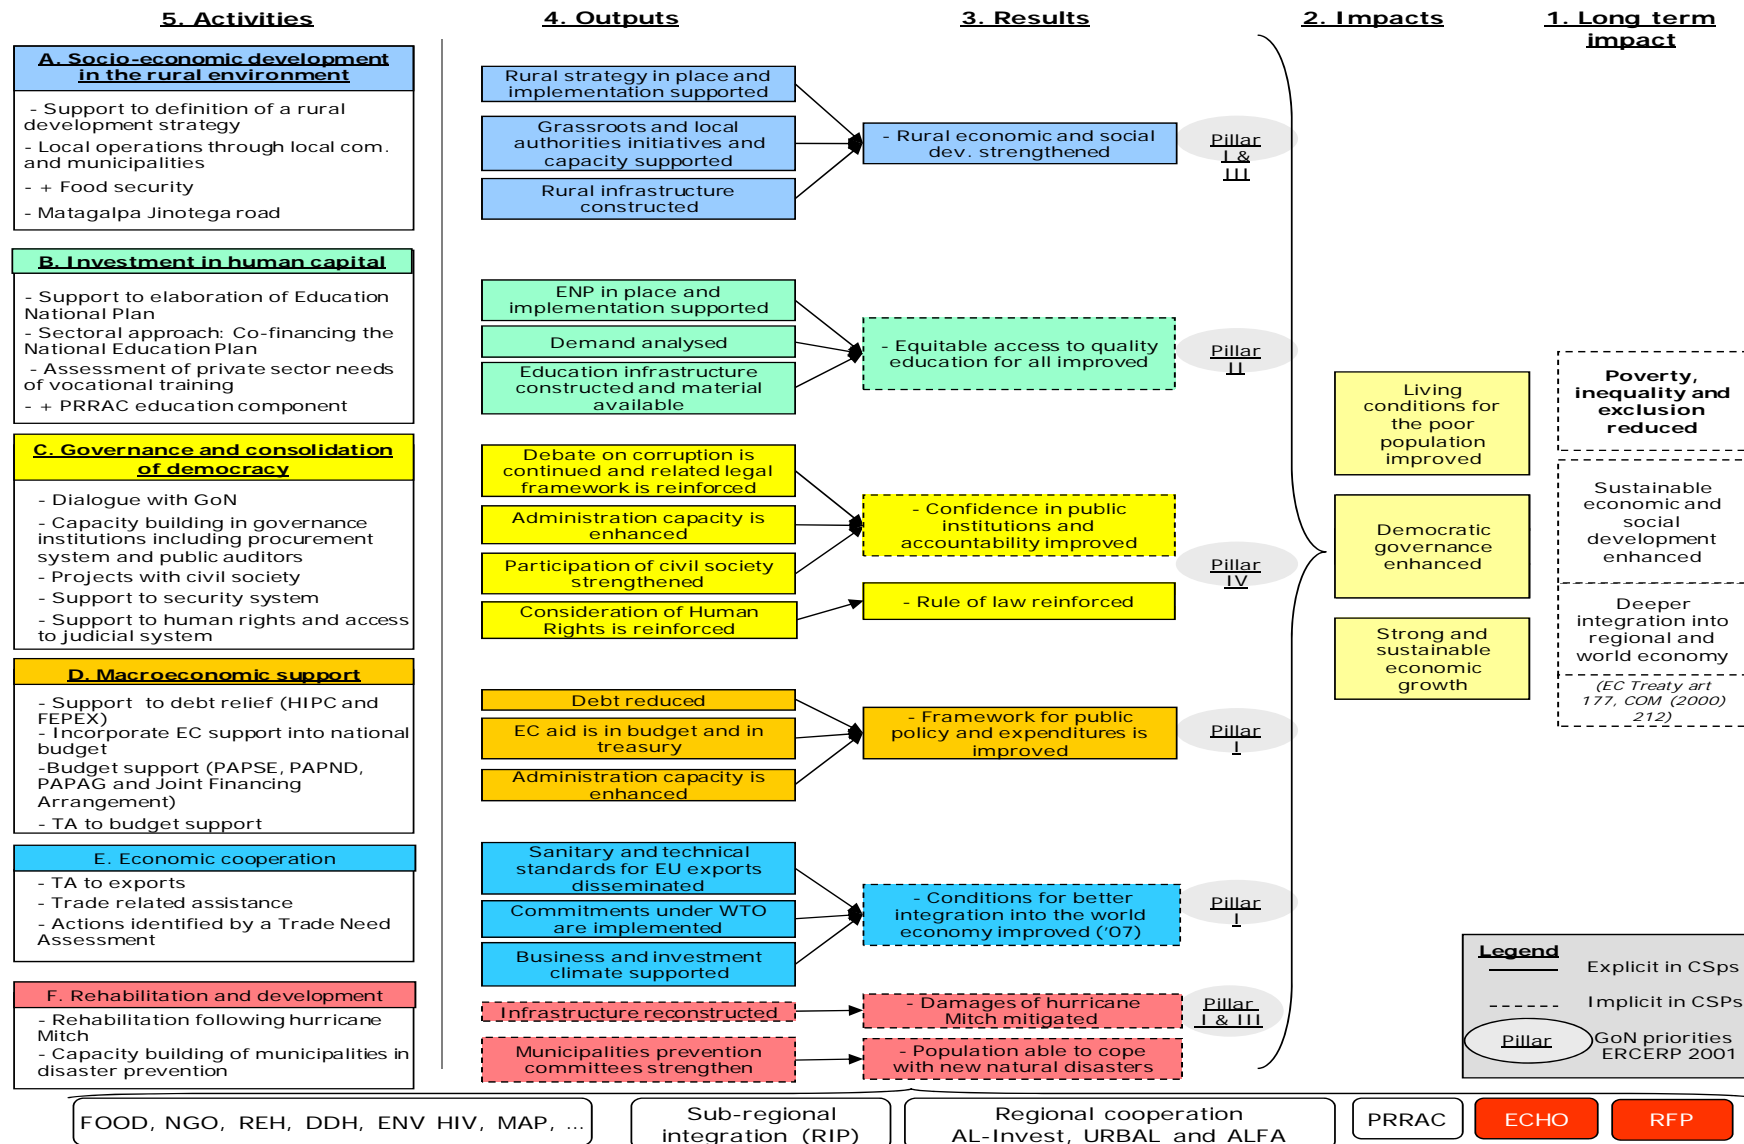 5. Activities
4. Outputs
3. Results
2. Impacts
1. Long term
impact
A. Socio-economic development
in the rural environment
- Support to definition of a rural
development strategy
- Local operations through local com.
and municipalities
- + Food security
- Matagalpa Jinotega road
Rural strategy in place and
implementation supported
Grassroots and local
authorities initiatives and
capacity supported
Rural infrastructure
constructed
- Rural economic and social
dev. strengthened
Pillar
I &
III
B. Investment in human capital
- Support to elaboration of Education
National Plan
- Sectoral approach: Co-financing the
National Education Plan
- Assessment of private sector needs
of vocational training
- + PRRAC education component
ENP in place and
implementation supported
Demand analysed
Education infrastructure
constructed and material
available
- Equitable access to quality
education for all improved
Pillar
II
C. Governance and consolidation
of democracy
- Dialogue with GoN
- Capacity building in governance
institutions including procurement
system and public auditors
- Projects with civil society
- Support to security system
- Support to human rights and access
to judicial system
Debate on corruption is
continued and related legal
framework is reinforced
Administration capacity is
enhanced
Participation of civil society
strengthened
Consideration of Human
Rights is reinforced
- Confidence in public
institutions and
accountability improved
- Rule of law reinforced
Pillar
IV
D. Macroeconomic support
- Support to debt relief (HIPC and
FEPEX)
- Incorporate EC support into national
budget
-Budget support (PAPSE, PAPND,
PAPAG and Joint Financing
Arrangement)
- TA to budget support
Debt reduced
EC aid is in budget and in
treasury
Administration capacity is
enhanced
- Framework for public
policy and expenditures is
improved
Pillar
I
E. Economic cooperation
- TA to exports
- Trade related assistance
- Actions identified by a Trade Need
Assessment
Sanitary and technical
standards for EU exports
disseminated
Commitments under WTO
are implemented
Business and investment
climate supported
- Conditions for better
integration into the world
economy improved ('07)
Pillar
I
F. Rehabilitation and development
- Rehabilitation following hurricane
Mitch
- Capacity building of municipalities in
disaster prevention
Infrastructure reconstructed
Municipalities prevention
committees strengthen
- Damages of hurricane
Mitch mitigated
- Population able to cope
with new natural disasters
Pillar
I & III
Living
conditions for
the poor
population
improved
Democratic
governance
enhanced
Strong and
sustainable
economic
growth
Poverty,
inequality and
exclusion
reduced
Sustainable
economic and
social
development
enhanced
Deeper
integration into
regional and
world economy
(EC Treaty art
177, COM (2000)
212)
Legend
Explicit in CSps
Implicit in CSPs
Pillar
GoN priorities
ERCERP 2001
FOOD, NGO, REH, DDH, ENV HIV, MAP, ...
Sub-regional
integration (RIP)
Regional cooperation
AL-Invest, URBAL and ALFA
PRRAC
ECHO
RFP